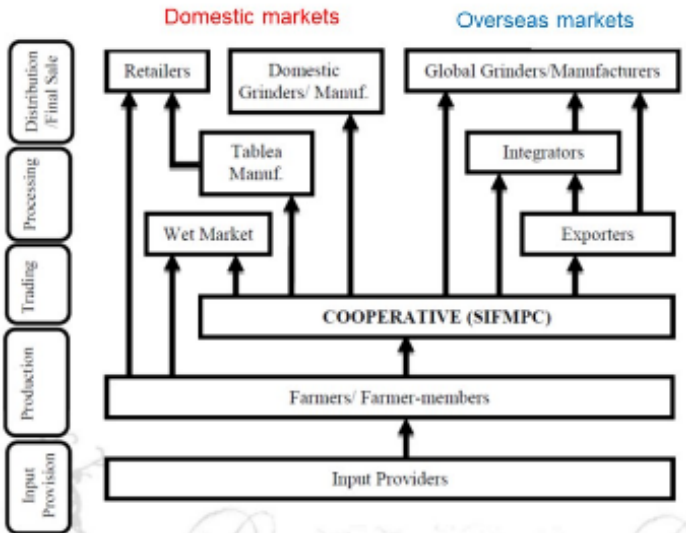 Domestic markets
Overseas markets
Distribution
/Final Sale
Retailers
Domestic
Grinders/ Manuf.
Global Grinders/Manufacturers
Processing
Tablea
Manuf.
Integrators
Wet Market
Exporters
Trading
COOPERATIVE (SIFMPC)
Production
Farmers/ Farmer-members
Input
Provision
Input Providers